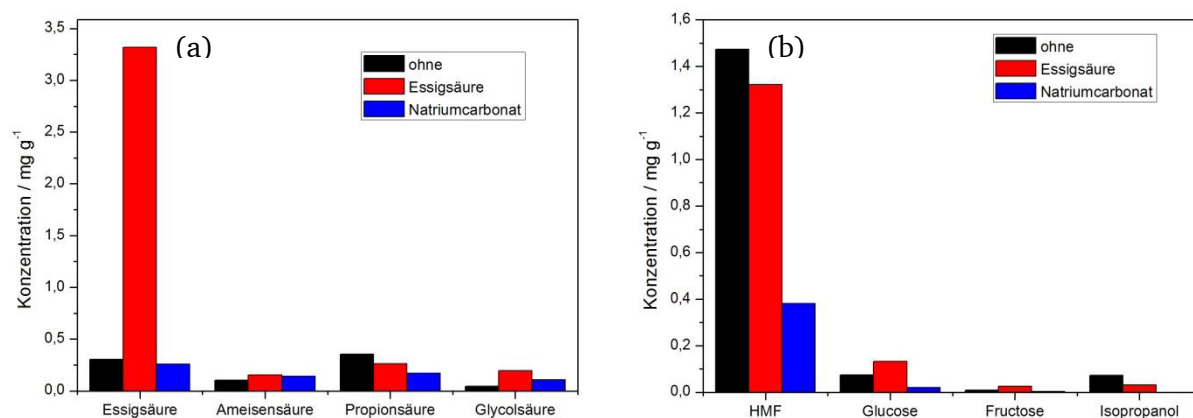 (a)
ohne
Essigsäure
Natriumcarbonat
Konzentration / mg g⁻¹
3,5
3,0
2,5
2,0
1,5
1,0
0,5
0,0
Essigsäure Ameisensäure Propionsäure Glycolsäure
(b)
ohne
Essigsäure
Natriumcarbonat
Konzentration / mg g⁻¹
1,6
1,4
1,2
1,0
0,8
0,6
0,4
0,2
0,0
HMF Glucose Fructose Isopropanol